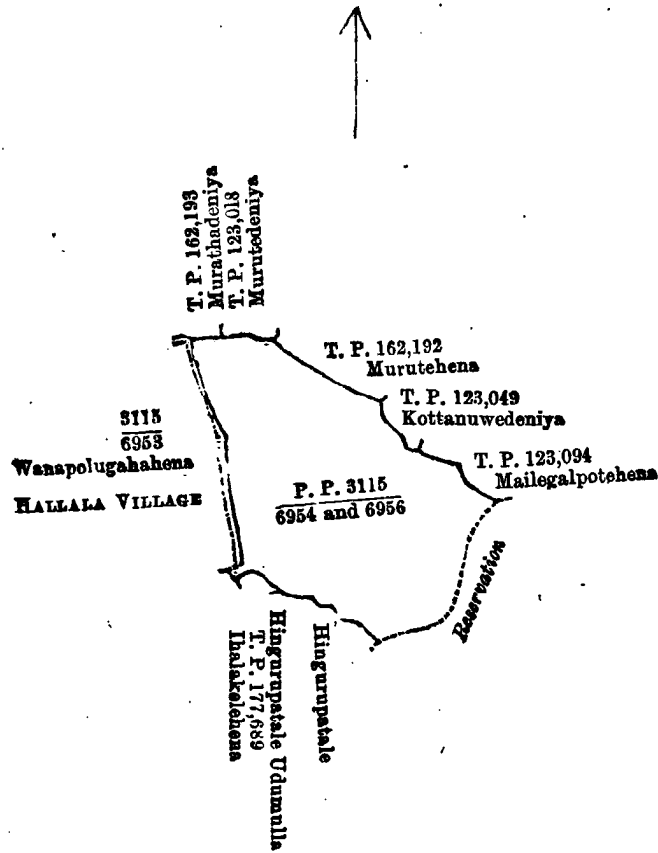 T. P. 162,193
Murathadeniya
T. P. 123,018
Murutedeniya
T. P. 162,192
Murutehena
T. P. 123,049
Kottanuwedeniya
T. P. 123,094
Mailegalpotehena
3115
6953
Wanapolugahahena
HALLALA VILLAGE
P. P. 3115
6954 and 6956
Reservation
Hingurupatale
Hingurupatale Udumulla
T. P. 177,689
Ihalakelehena